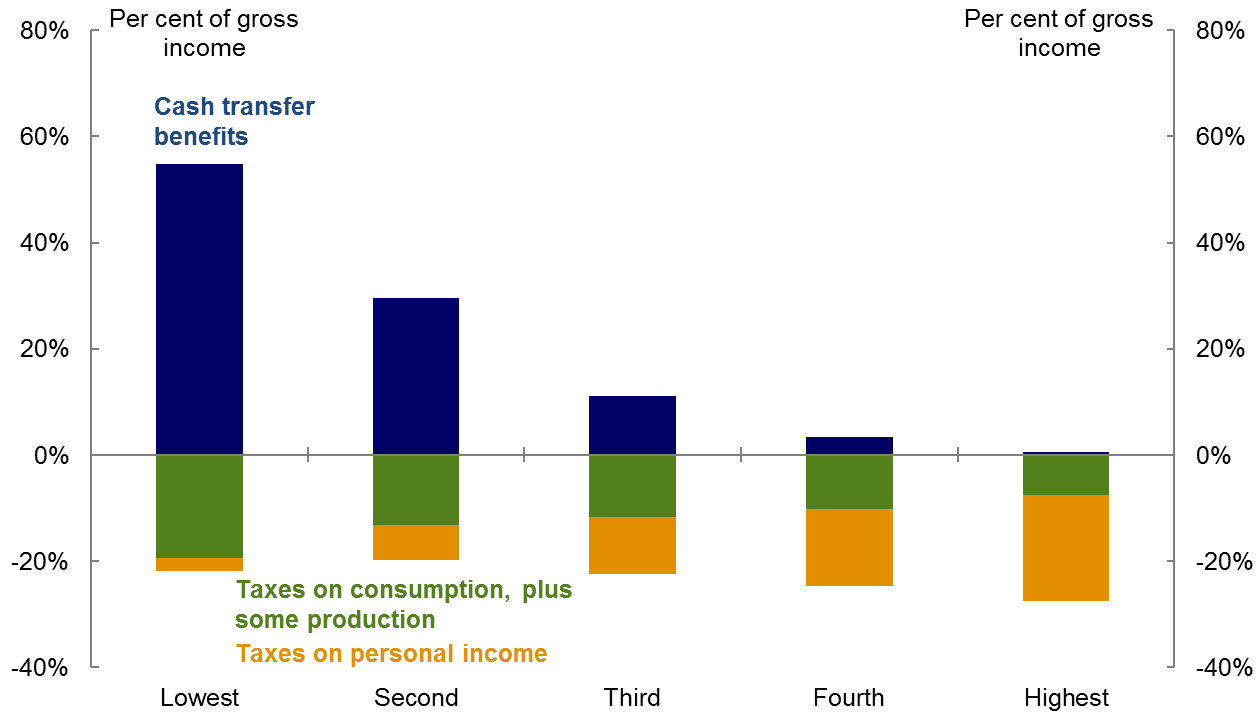 Per cent of gross
income
Per cent of gross
income
80%
80%
Cash transfer
benefits
60%
60%
40%
40%
20%
20%
0%
0%
-20%
-20%
Taxes on consumption, plus
some production
Taxes on personal income
-40%
-40%
Lowest
Second
Third
Fourth
Highest